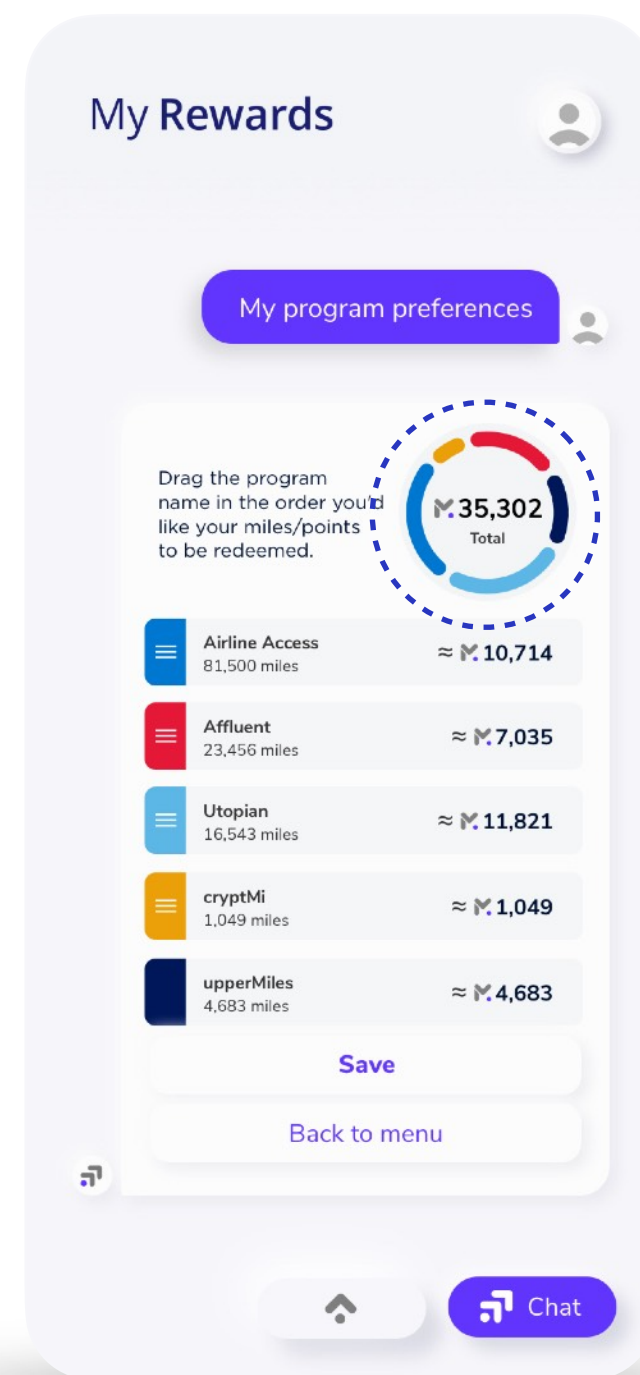 My Rewards
My program preferences
Drag the program
name in the order you'd
like your miles/points
to be redeemed.
M.35,302
Total
Airline Access
81,500 miles
≈ M.10,714
Affluent
23,456 miles
≈ M.7,035
Utopian
16,543 miles
≈ M.11,821
cryptMi
1,049 miles
≈ M.1,049
upperMiles
4,683 miles
≈ M.4,683
Save
Back to menu
Chat